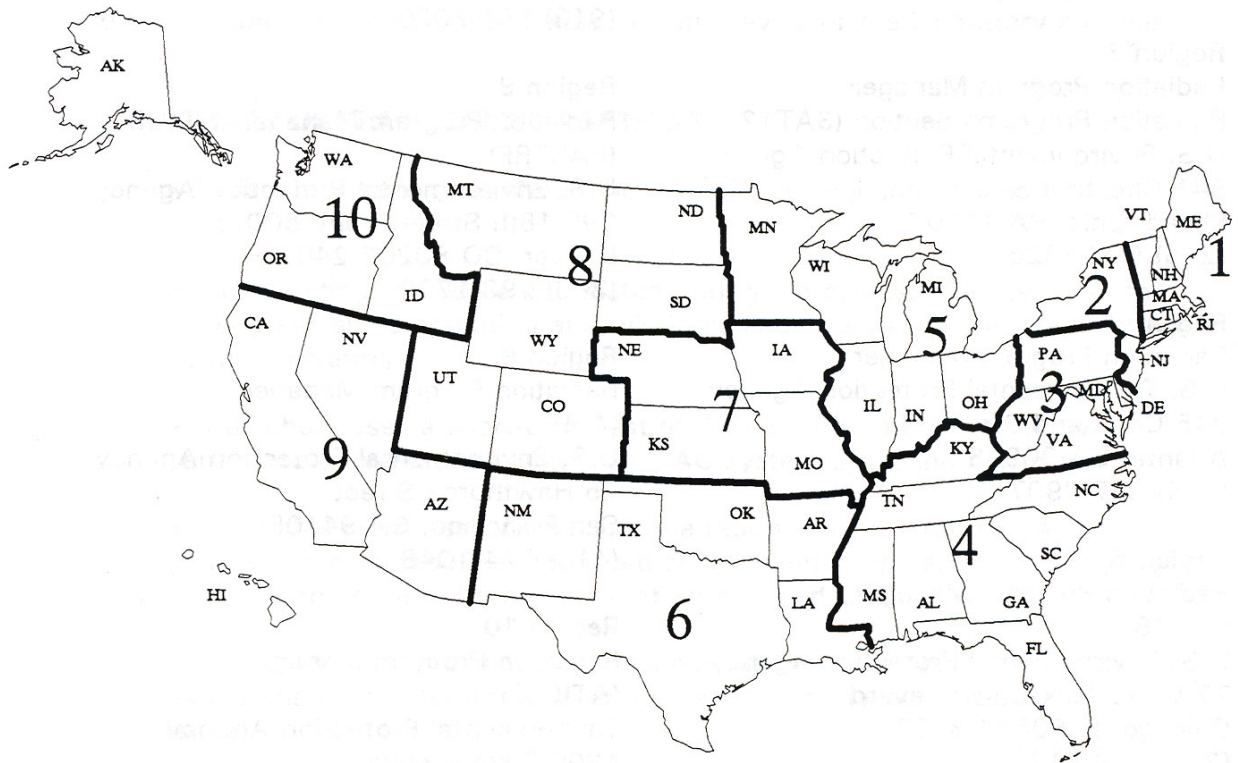 AK
WA
MT
ND
MN
VT
ME
10
OR
ID
8
WI
MI
NY
NH
1
2
MA
CT
RI
SD
WY
5
CA
NV
NE
IA
PA
NJ
UT
CO
7
IL
IN
OH
3
MD
DE
WV
VA
KS
MO
KY
9
AZ
NM
TX
OK
AR
TN
NC
4
SC
HI
6
LA
MS
AL
GA
FL